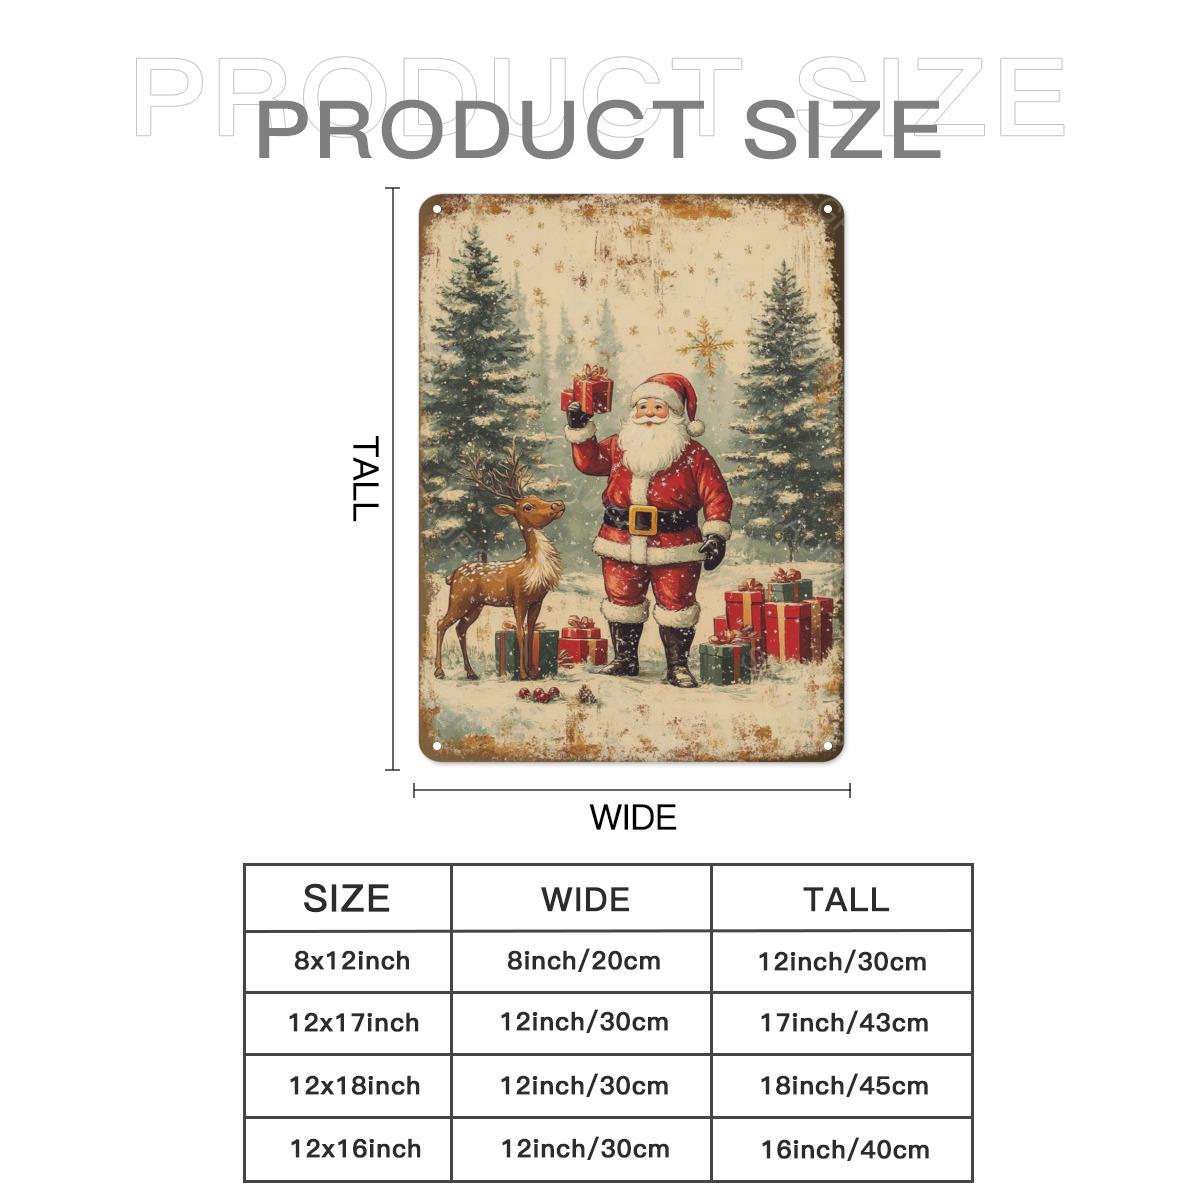 PRODUCT SIZE
PRODUCT SIZE
TALL
WIDE
SIZE WIDE TALL
8x12inch 8inch/20cm 12inch/30cm
12x17inch 12inch/30cm 17inch/43cm
12x18inch 12inch/30cm 18inch/45cm
12x16inch 12inch/30cm 16inch/40cm